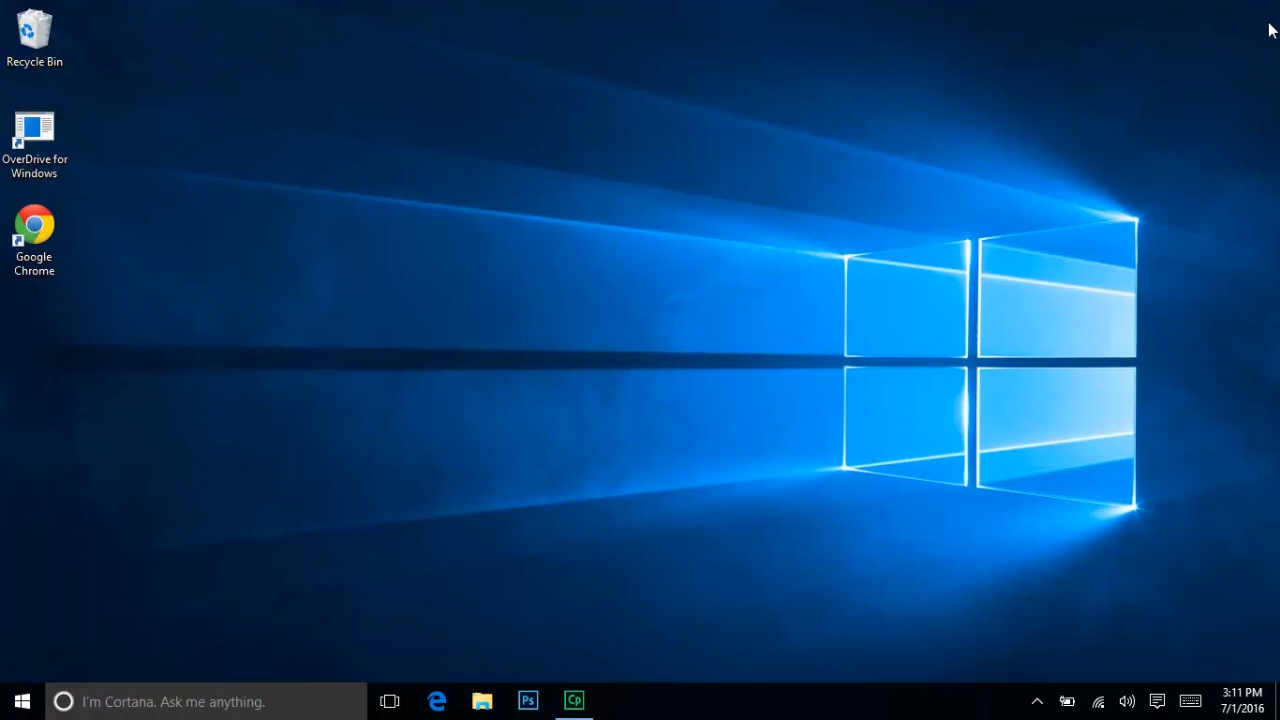 Recycle Bin
OverDrive for
Windows
Google
Chrome
I'm Cortana. Ask me anything.
Ps
Cp
3:11 PM
7/1/2016